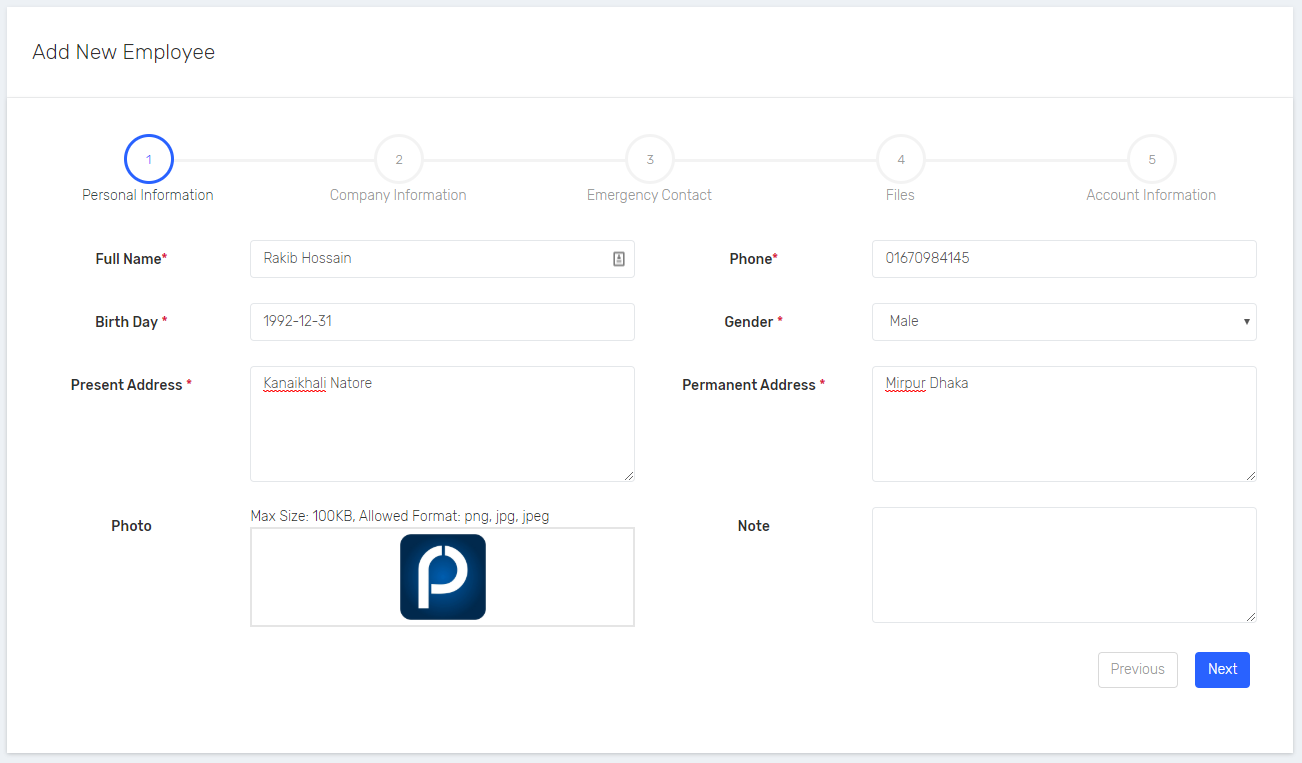 Add New Employee
1 2 3 4 5
Personal Information Company Information Emergency Contact Files Account Information
Full Name* Rakib Hossain Phone* 01670984145
Birth Day * 1992-12-31 Gender * Male
Present Address * Kanaikhali Natore Permanent Address * Mirpur Dhaka
Max Size: 100KB, Allowed Format: png, jpg, jpeg
Photo Note
Previous Next